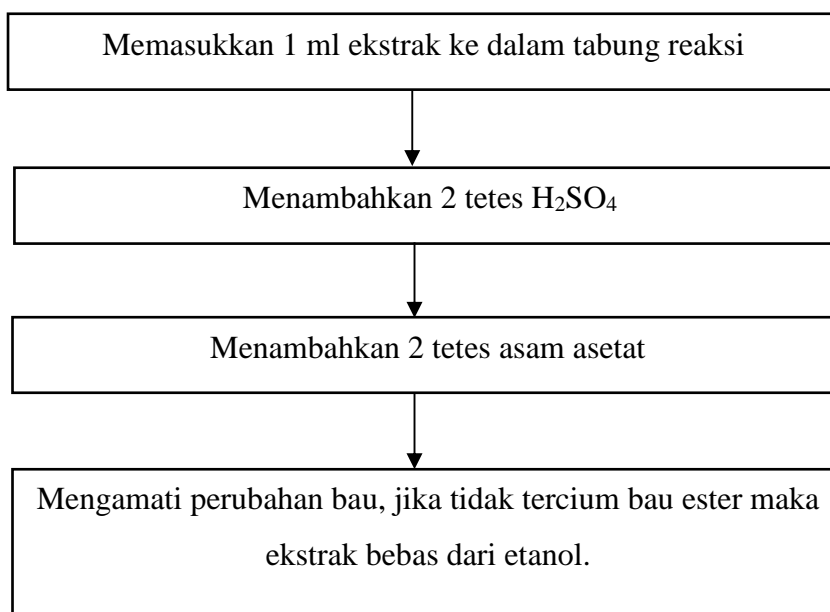 Memasukkan 1 ml ekstrak ke dalam tabung reaksi
Menambahkan 2 tetes H₂SO₄
Menambahkan 2 tetes asam asetat
Mengamati perubahan bau, jika tidak tercium bau ester maka
ekstrak bebas dari etanol.